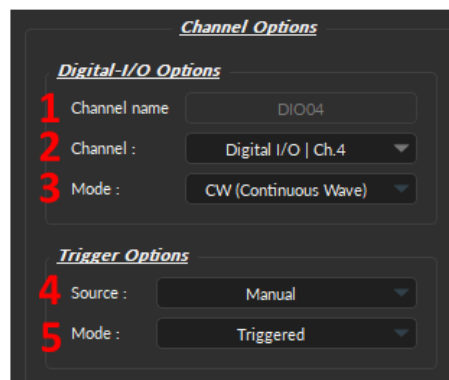 Channel Options
Digital-I/O Options
1 Channel name DIO04
2 Channel : Digital I/O | Ch.4
3 Mode : CW (Continuous Wave)
Trigger Options
4 Source : Manual
5 Mode : Triggered